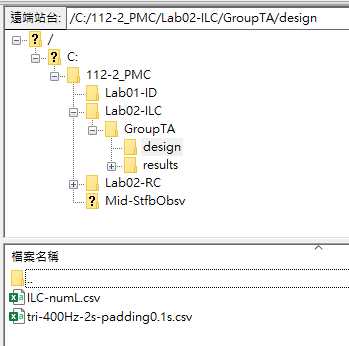 遠端站台: /C:/112-2_PMC/Lab02-ILC/GroupTA/design
/
C:
112-2_PMC
Lab01-ID
Lab02-ILC
GroupTA
design
results
Lab02-RC
Mid-StfbObsv
檔案名稱
..
ILC-numL.csv
tri-400Hz-2s-padding0.1s.csv